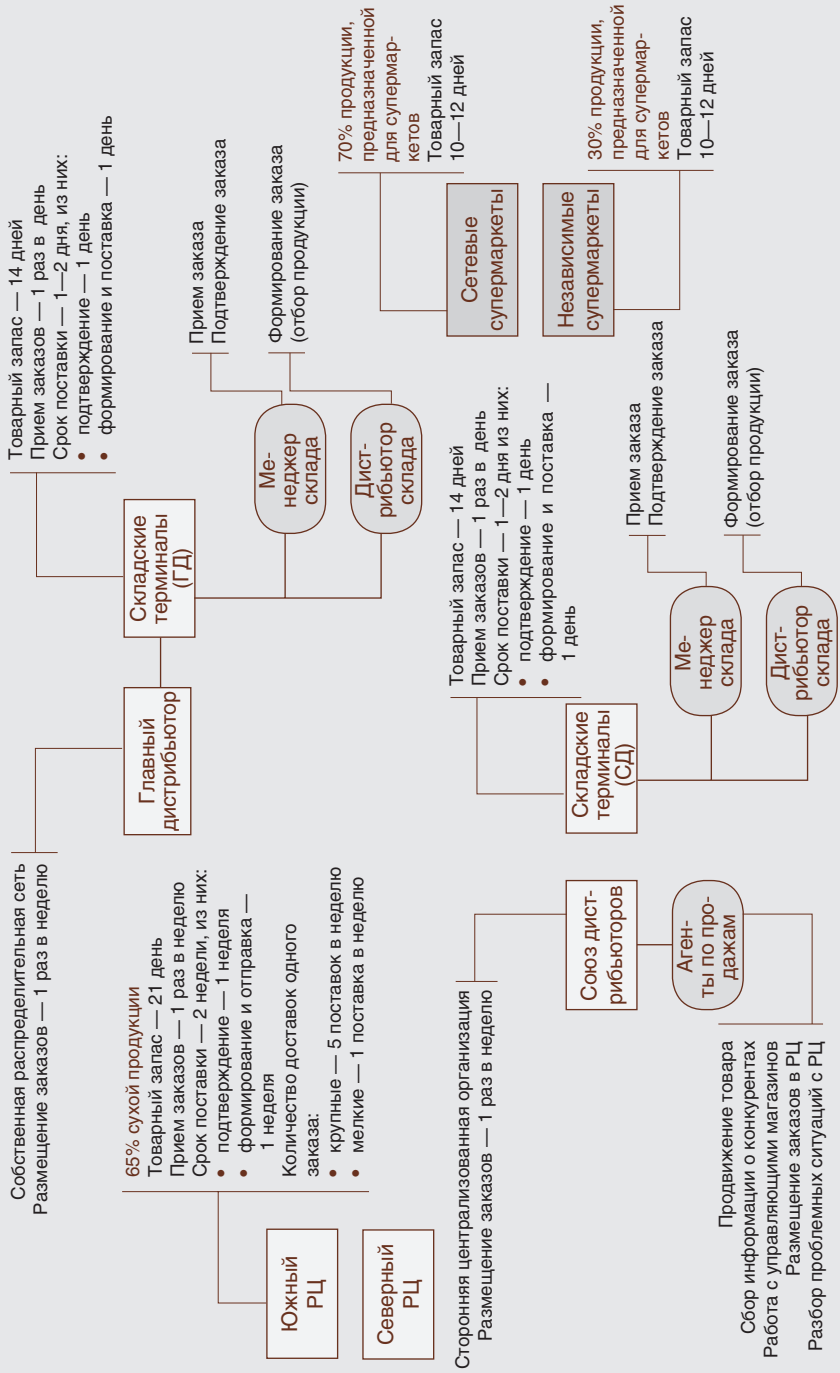 Собственная распределительная сеть
Размещение заказов — 1 раз в неделю
Главный
дистрибьютор
Складские
терминалы
(ГД)
Товарный запас — 14 дней
Прием заказов — 1 раз в день
Срок поставки — 1—2 дня, из них:
• подтверждение — 1 день
• формирование и поставка — 1 день
Ме-
неджер
склада
Прием заказа
Подтверждение заказа
Дист-
рибьютор
склада
Формирование заказа
(отбор продукции)
65% сухой продукции
Товарный запас — 21 день
Прием заказов — 1 раз в неделю
Срок поставки — 2 недели, из них:
• подтверждение — 1 неделя
• формирование и отправка —
1 неделя
Количество доставок одного
заказа:
• крупные — 5 поставок в неделю
• мелкие — 1 поставка в неделю
Южный
РЦ
Северный
РЦ
Сетевые
супермаркеты
70% продукции,
предназначенной
для супермар-
кетов
Товарный запас
10—12 дней
Независимые
супермаркеты
30% продукции,
предназначенной
для супермар-
кетов
Товарный запас
10—12 дней
Сторонняя централизованная организация
Размещение заказов — 1 раз в неделю
Союз дист-
рибьюторов
Аген-
ты по про-
дажам
Продвижение товара
Сбор информации о конкурентах
Работа с управляющими магазинов
Размещение заказов в РЦ
Разбор проблемных ситуаций с РЦ
Складские
терминалы
(СД)
Товарный запас — 14 дней
Прием заказов — 1 раз в день
Срок поставки — 1—2 дня из них:
• подтверждение — 1 день
• формирование и поставка —
1 день
Ме-
неджер
склада
Прием заказа
Подтверждение заказа
Дист-
рибьютор
склада
Формирование заказа
(отбор продукции)